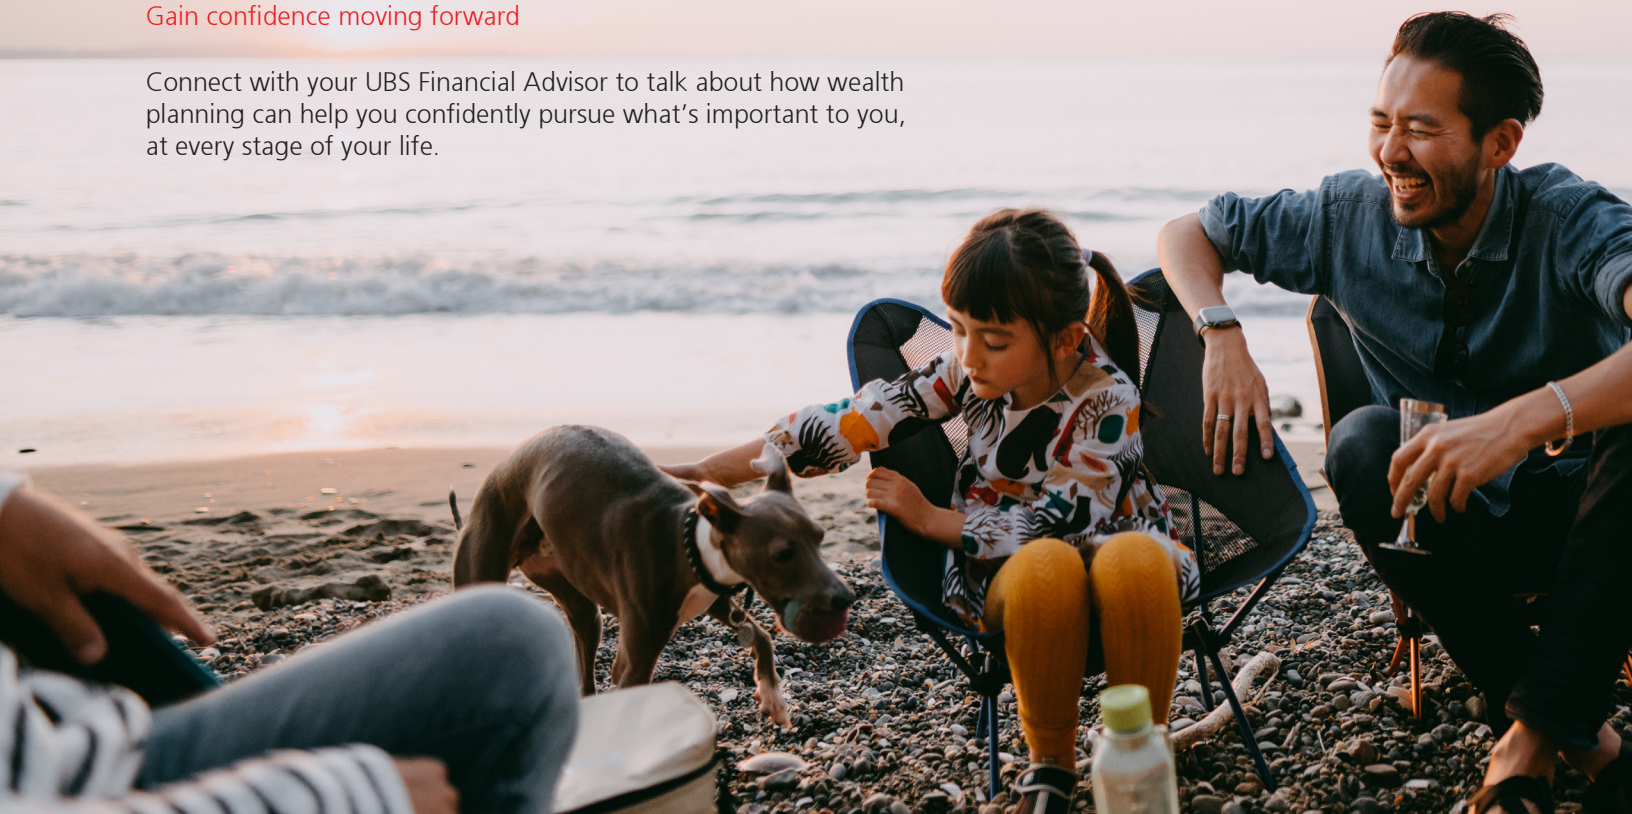 Gain confidence moving forward
Connect with your UBS Financial Advisor to talk about how wealth
planning can help you confidently pursue what’s important to you,
at every stage of your life.